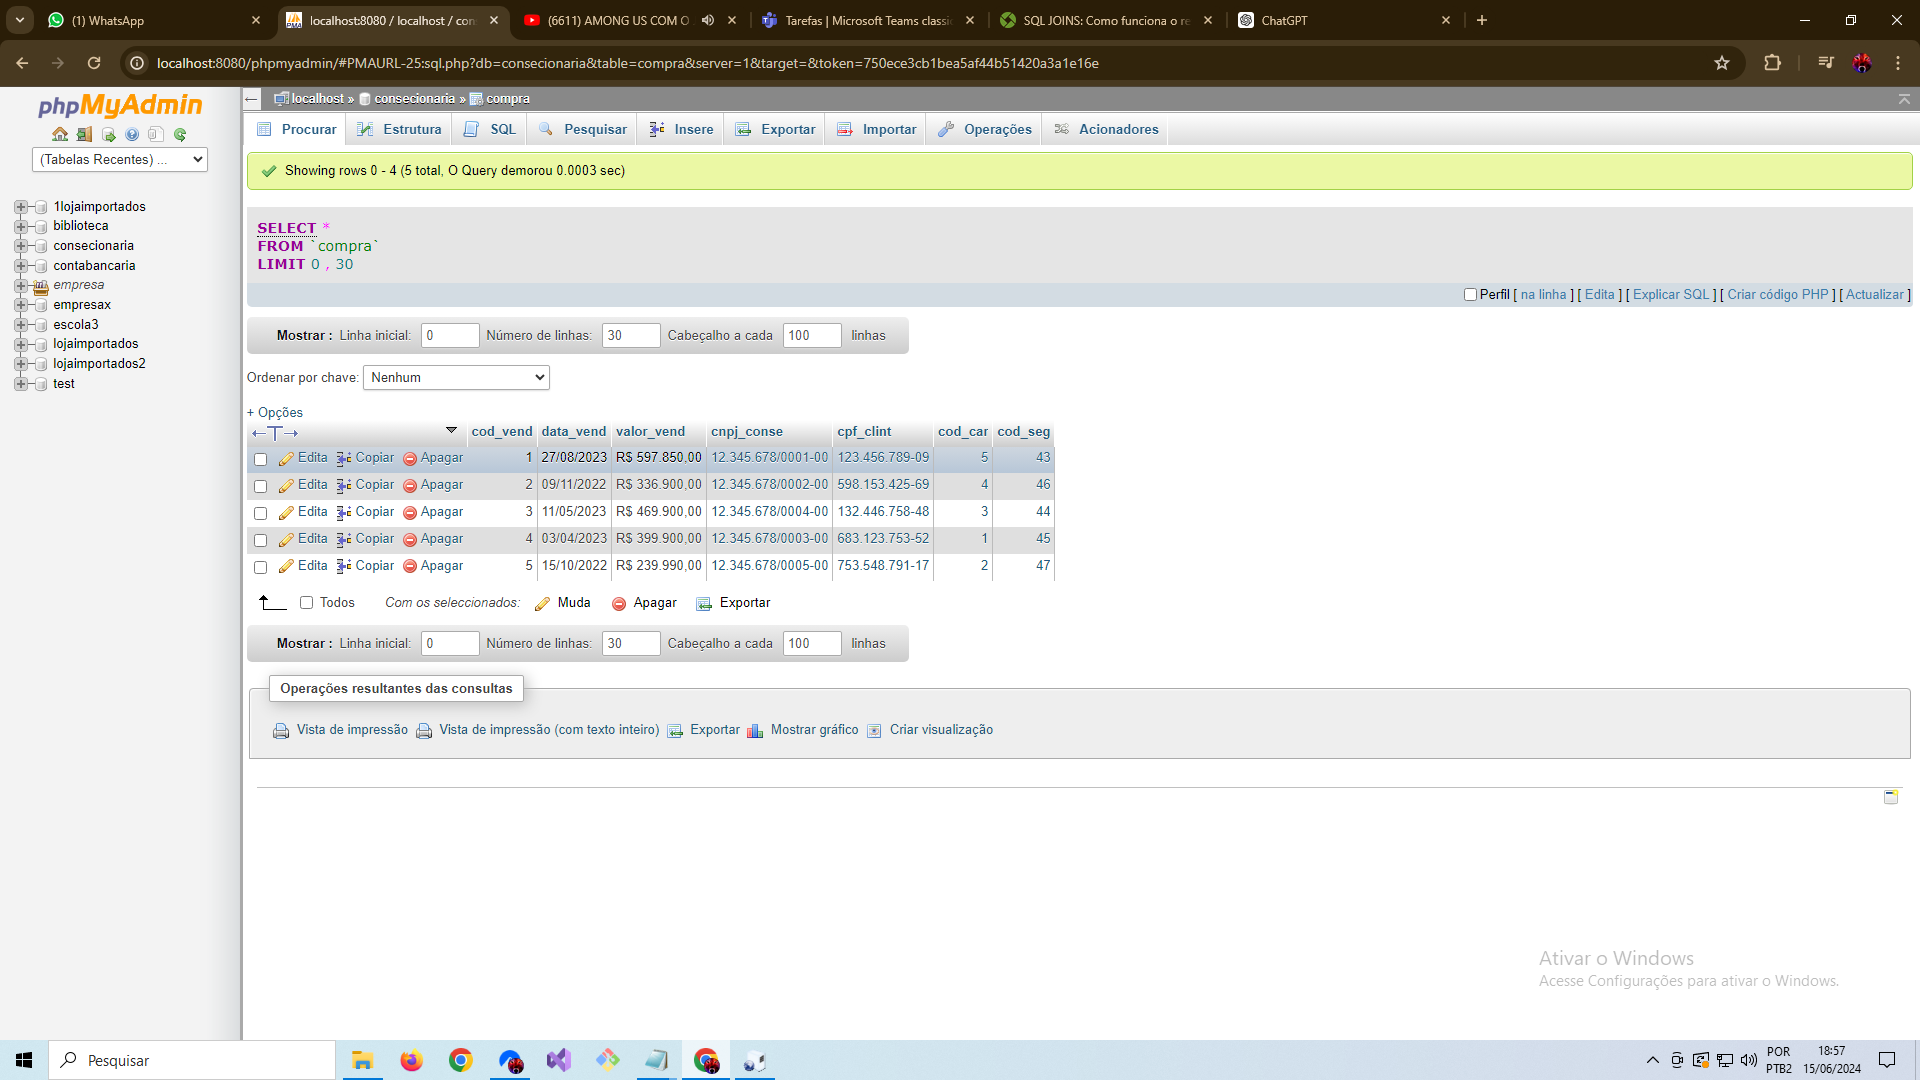 (1) WhatsApp
localhost:8080 / localhost / con
(6611) AMONG US COM O
Tarefas | Microsoft Teams classi
SQL JOINS: Como funciona o re
ChatGPT
localhost:8080/phpmyadmin/#PMAURL-25:sql.php?db=consecionaria&table=compra&server=1&target=&token=750ece3cb1bea5af44b51420a3a1e16e
phpMyAdmin
(Tabelas Recentes) ...
1lojaimportados
biblioteca
consecionaria
contabancaria
empresa
empresax
escola3
lojaimportados
lojaimportados2
test
localhost » consecionaria » compra
Procurar Estrutura SQL Pesquisar Insere Exportar Importar Operações Acionadores
Showing rows 0 - 4 (5 total, O Query demorou 0.0003 sec)
SELECT *
FROM `compra`
LIMIT 0 , 30
Perfil [ na linha ] [ Edita ] [ Explicar SQL ] [ Criar código PHP ] [ Actualizar ]
Mostrar : Linha inicial: 0 Número de linhas: 30 Cabeçalho a cada 100 linhas
Ordenar por chave: Nenhum
+ Opções
←T→ cod_vend data_vend valor_vend cnpj_conse cpf_clint cod_car cod_seg
Edita Copiar Apagar 1 27/08/2023 R$ 597.850,00 12.345.678/0001-00 123.456.789-09 5 43
Edita Copiar Apagar 2 09/11/2022 R$ 336.900,00 12.345.678/0002-00 598.153.425-69 4 46
Edita Copiar Apagar 3 11/05/2023 R$ 469.900,00 12.345.678/0004-00 132.446.758-48 3 44
Edita Copiar Apagar 4 03/04/2023 R$ 399.900,00 12.345.678/0003-00 683.123.753-52 1 45
Edita Copiar Apagar 5 15/10/2022 R$ 239.990,00 12.345.678/0005-00 753.548.791-17 2 47
Todos Com os seleccionados: Muda Apagar Exportar
Mostrar : Linha inicial: 0 Número de linhas: 30 Cabeçalho a cada 100 linhas
Operações resultantes das consultas
Vista de impressão Vista de impressão (com texto inteiro) Exportar Mostrar gráfico Criar visualização
Ativar o Windows
Acesse Configurações para ativar o Windows.
Pesquisar
POR
PTB2
18:57
15/06/2024